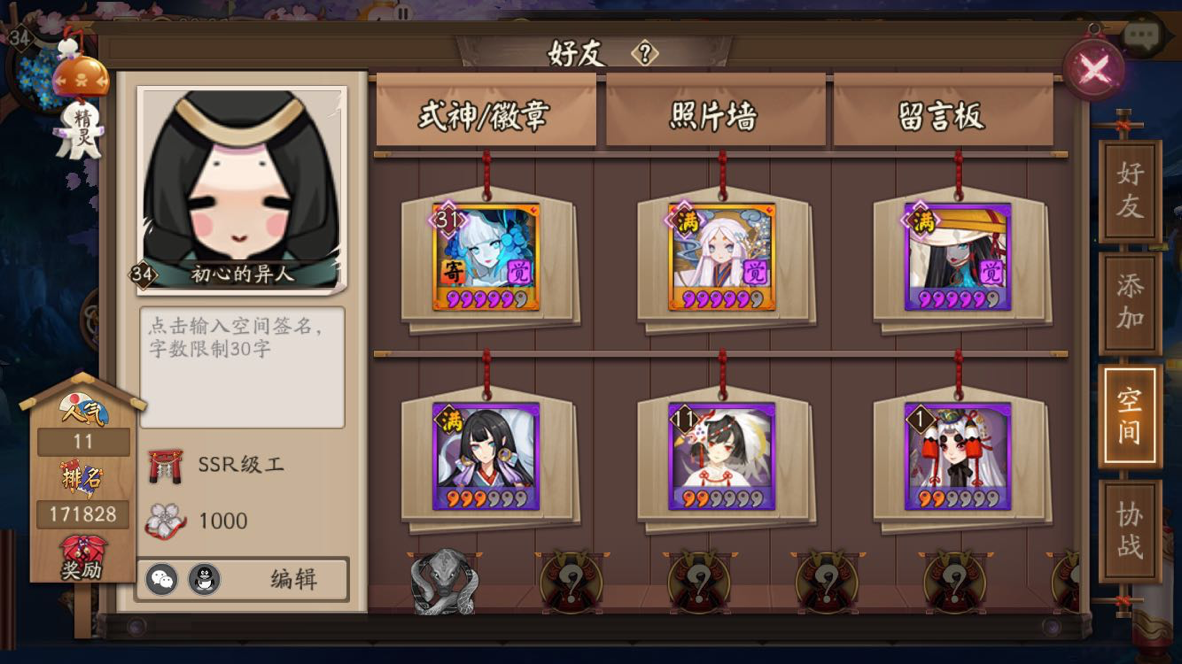 34
好友 ?
精灵
式神/徽章
照片墙
留言板
好友
添加
空间
协战
31
寄
觉
满
觉
满
觉
34 初心的异人
点击输入空间签名，
字数限制30字
满
11
1
人气
11
排名
171828
奖励
SSR级工
1000
编辑